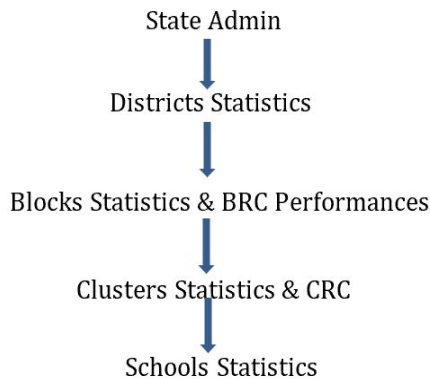 State Admin
Districts Statistics
Blocks Statistics & BRC Performances
Clusters Statistics & CRC
Schools Statistics